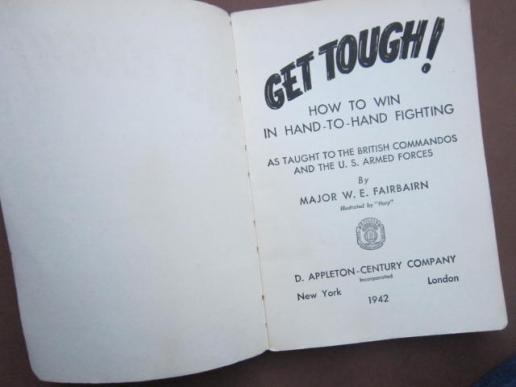 GET TOUGH!
HOW TO WIN
IN HAND-TO-HAND FIGHTING
AS TAUGHT TO THE BRITISH COMMANDOS
AND THE U. S. ARMED FORCES
By
MAJOR W. E. FAIRBAIRN
Illustrated by "Hary"
D. APPLETON-CENTURY COMPANY
Incorporated
New York London
1942